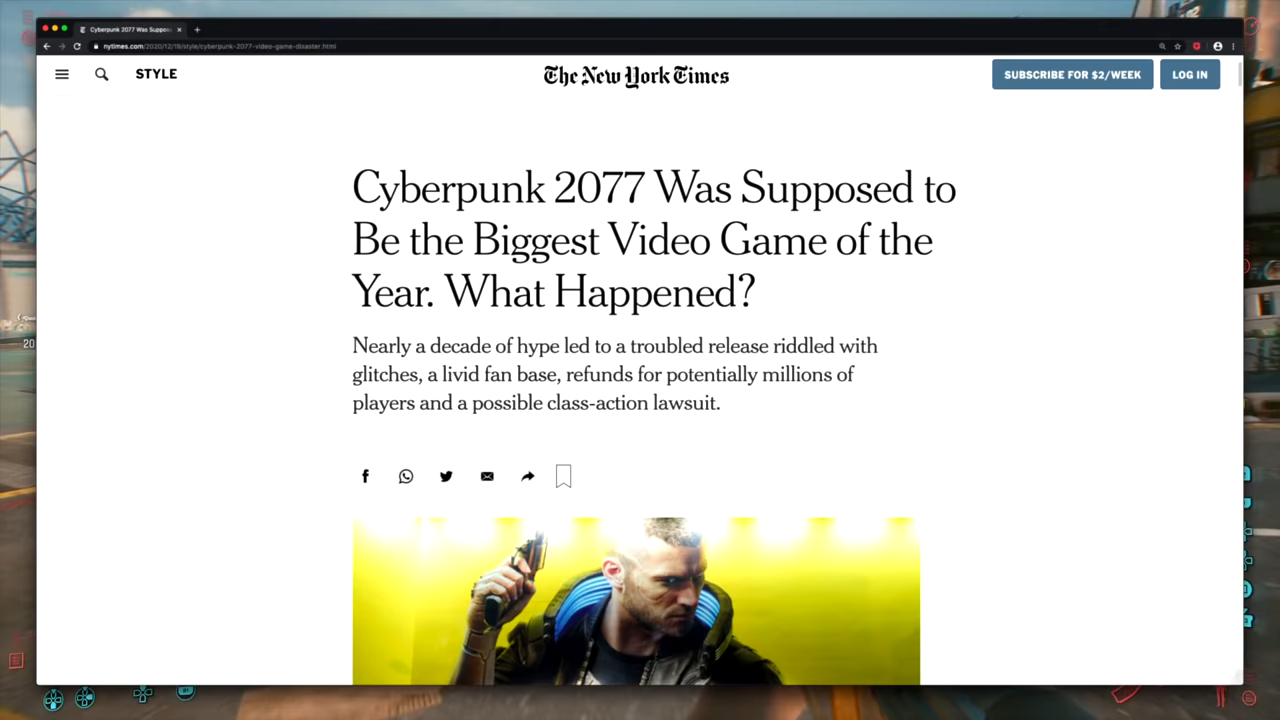 Cyberpunk 2077 Was Suppos
nytimes.com/2020/12/19/style/cyberpunk-2077-video-game-disaster.html
STYLE
The New York Times
SUBSCRIBE FOR $2/WEEK
LOG IN
Cyberpunk 2077 Was Supposed to
Be the Biggest Video Game of the
Year. What Happened?
Nearly a decade of hype led to a troubled release riddled with
glitches, a livid fan base, refunds for potentially millions of
players and a possible class-action lawsuit.
20